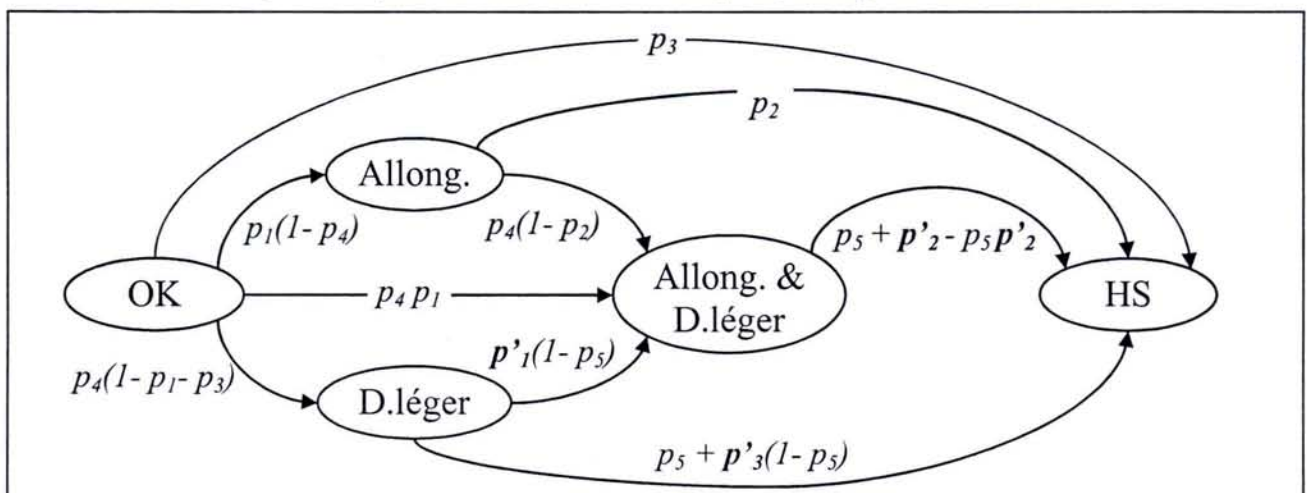 p₃
p₂
Allong.
p₁(1- p₄)
p₄(1- p₂)
p₅ + p'₂ - p₅ p'₂
OK
p₄ p₁
Allong. &
D.léger
HS
p₄(1- p₁- p₃)
p'₁(1- p₅)
D.léger
p₅ + p'₃(1- p₅)